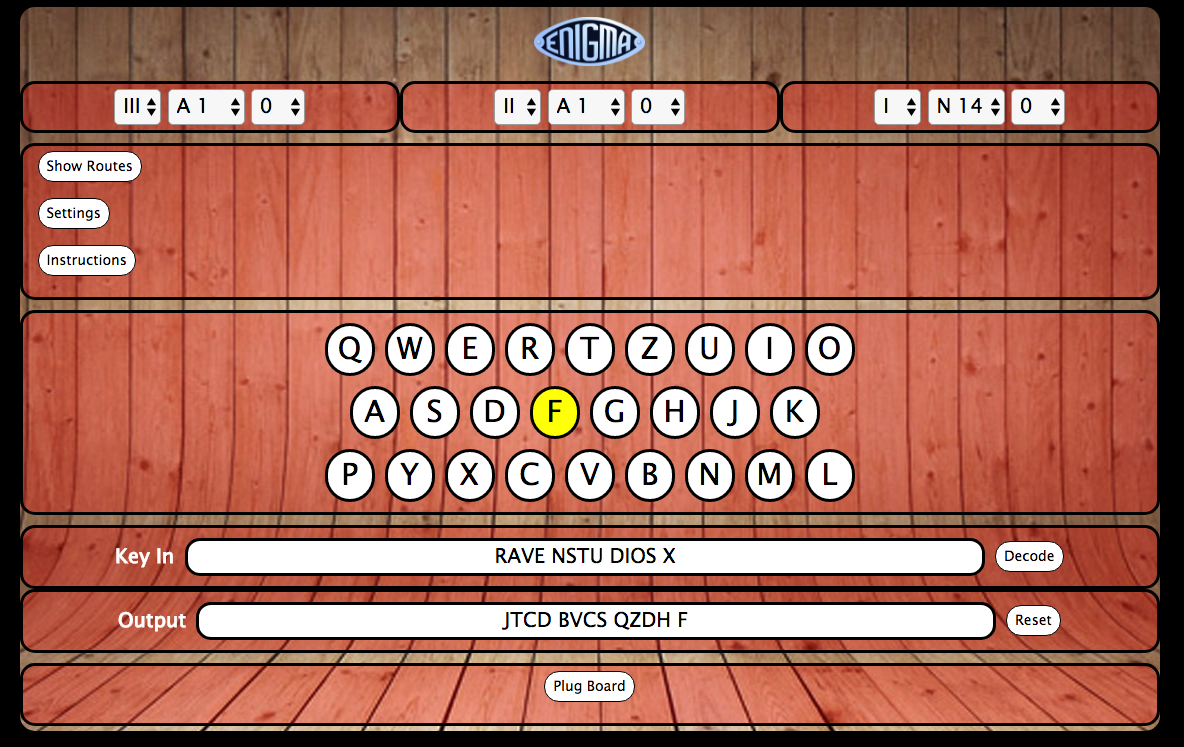 ENIGMA
III A 1 0 II A 1 0 I N 14 0
Show Routes
Settings
Instructions
Q W E R T Z U I O
A S D F G H J K
P Y X C V B N M L
Key In RAVE NSTU DIOS X Decode
Output JTCD BVCS QZDH F Reset
Plug Board